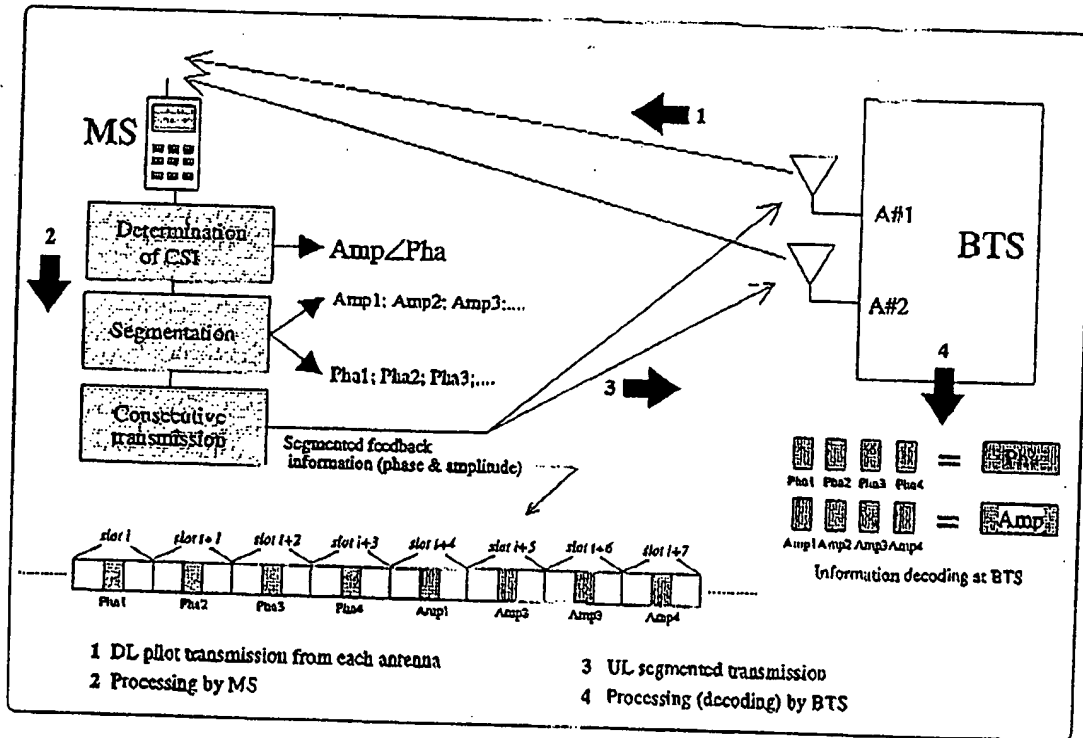 1
MS
A#1
BTS
2
Determination
of CSI
Amp∠Pha
A#2
Amp1; Amp2; Amp3;....
Segmentation
4
Pha1; Pha2; Pha3;....
3
Consecutive
transmission
Segmented feedback
information (phase & amplitude)
Pha1 Pha2 Pha3 Pha4 = Pha
Amp1 Amp2 Amp3 Amp4 = Amp
Information decoding at BTS
slot i slot i+1 slot i+2 slot i+3 slot i+4 slot i+5 slot i+6 slot i+7
Pha1 Pha2 Pha3 Pha4 Amp1 Amp3 Amp3 Amp4
1 DL pilot transmission from each antenna
2 Processing by MS
3 UL segmented transmission
4 Processing (decoding) by BTS